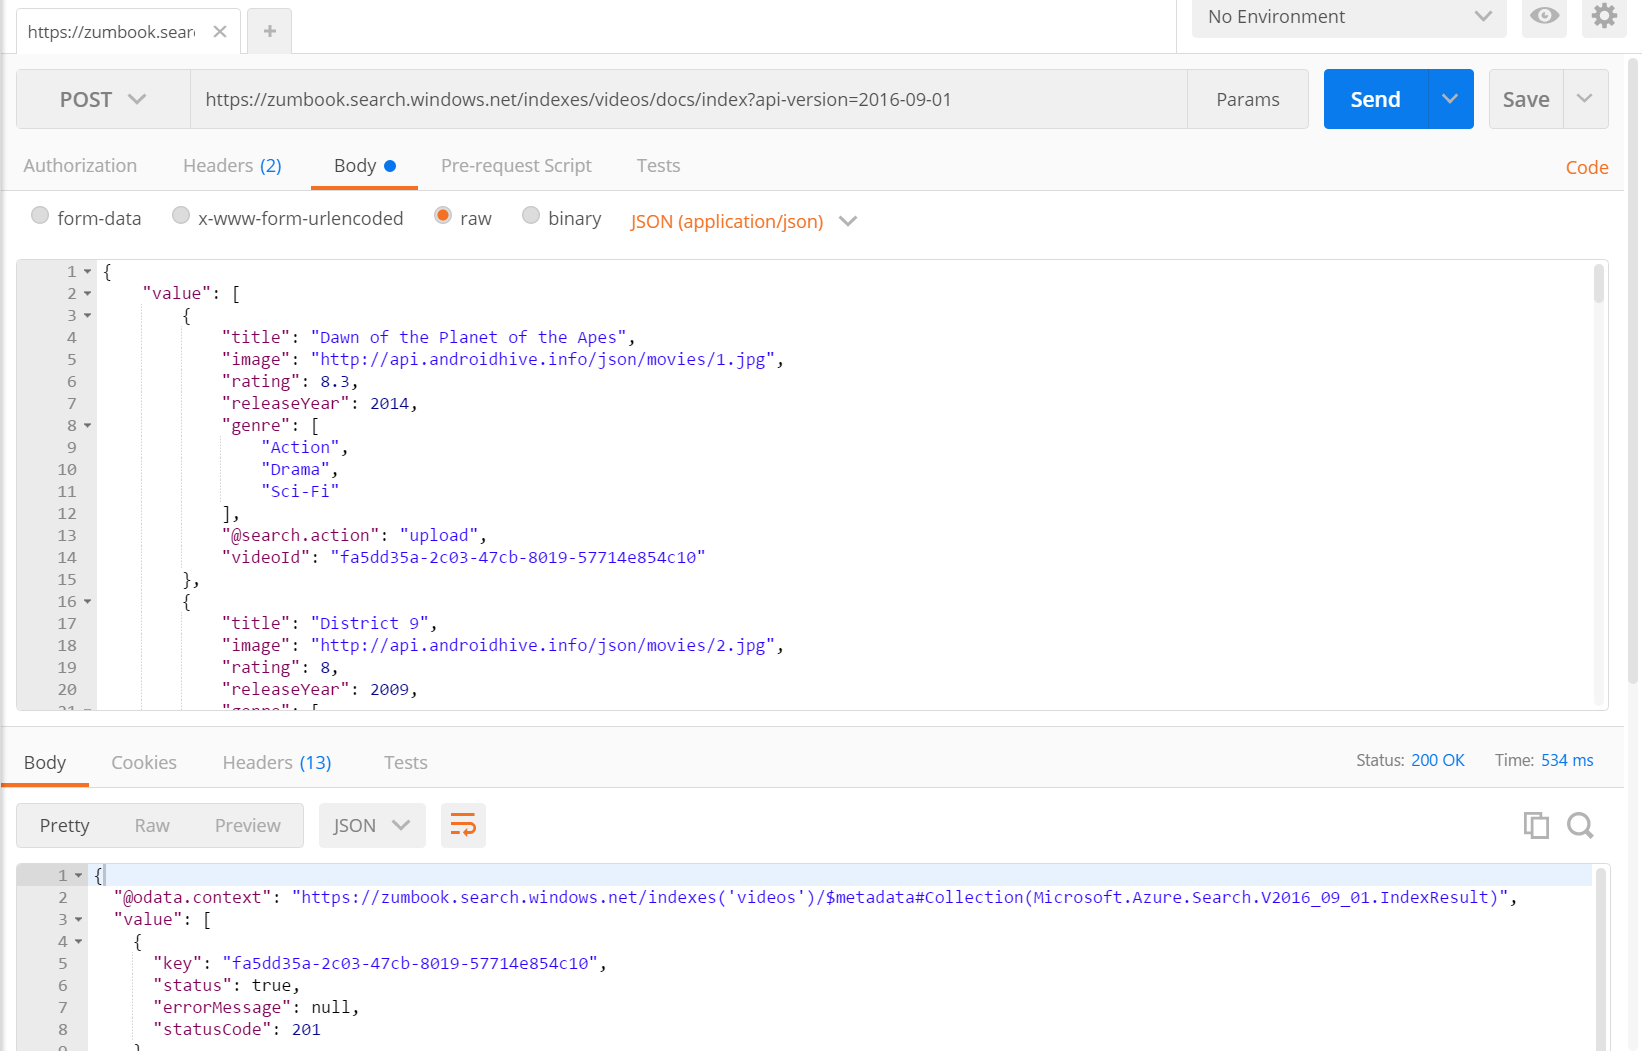 https://zumbook.sear
No Environment
POST https://zumbook.search.windows.net/indexes/videos/docs/index?api-version=2016-09-01 Params Send Save
Authorization Headers (2) Body Pre-request Script Tests Code
form-data x-www-form-urlencoded raw binary JSON (application/json)
1 {
2 "value": [
3 {
4 "title": "Dawn of the Planet of the Apes",
5 "image": "http://api.androidhive.info/json/movies/1.jpg",
6 "rating": 8.3,
7 "releaseYear": 2014,
8 "genre": [
9 "Action",
10 "Drama",
11 "Sci-Fi"
12 ],
13 "@search.action": "upload",
14 "videoId": "fa5dd35a-2c03-47cb-8019-57714e854c10"
15 },
16 {
17 "title": "District 9",
18 "image": "http://api.androidhive.info/json/movies/2.jpg",
19 "rating": 8,
20 "releaseYear": 2009,
21 "genre": [
Body Cookies Headers (13) Tests Status: 200 OK Time: 534 ms
Pretty Raw Preview JSON
1 {
2 "@odata.context": "https://zumbook.search.windows.net/indexes('videos')/$metadata#Collection(Microsoft.Azure.Search.V2016_09_01.IndexResult)",
3 "value": [
4 {
5 "key": "fa5dd35a-2c03-47cb-8019-57714e854c10",
6 "status": true,
7 "errorMessage": null,
8 "statusCode": 201
9 }